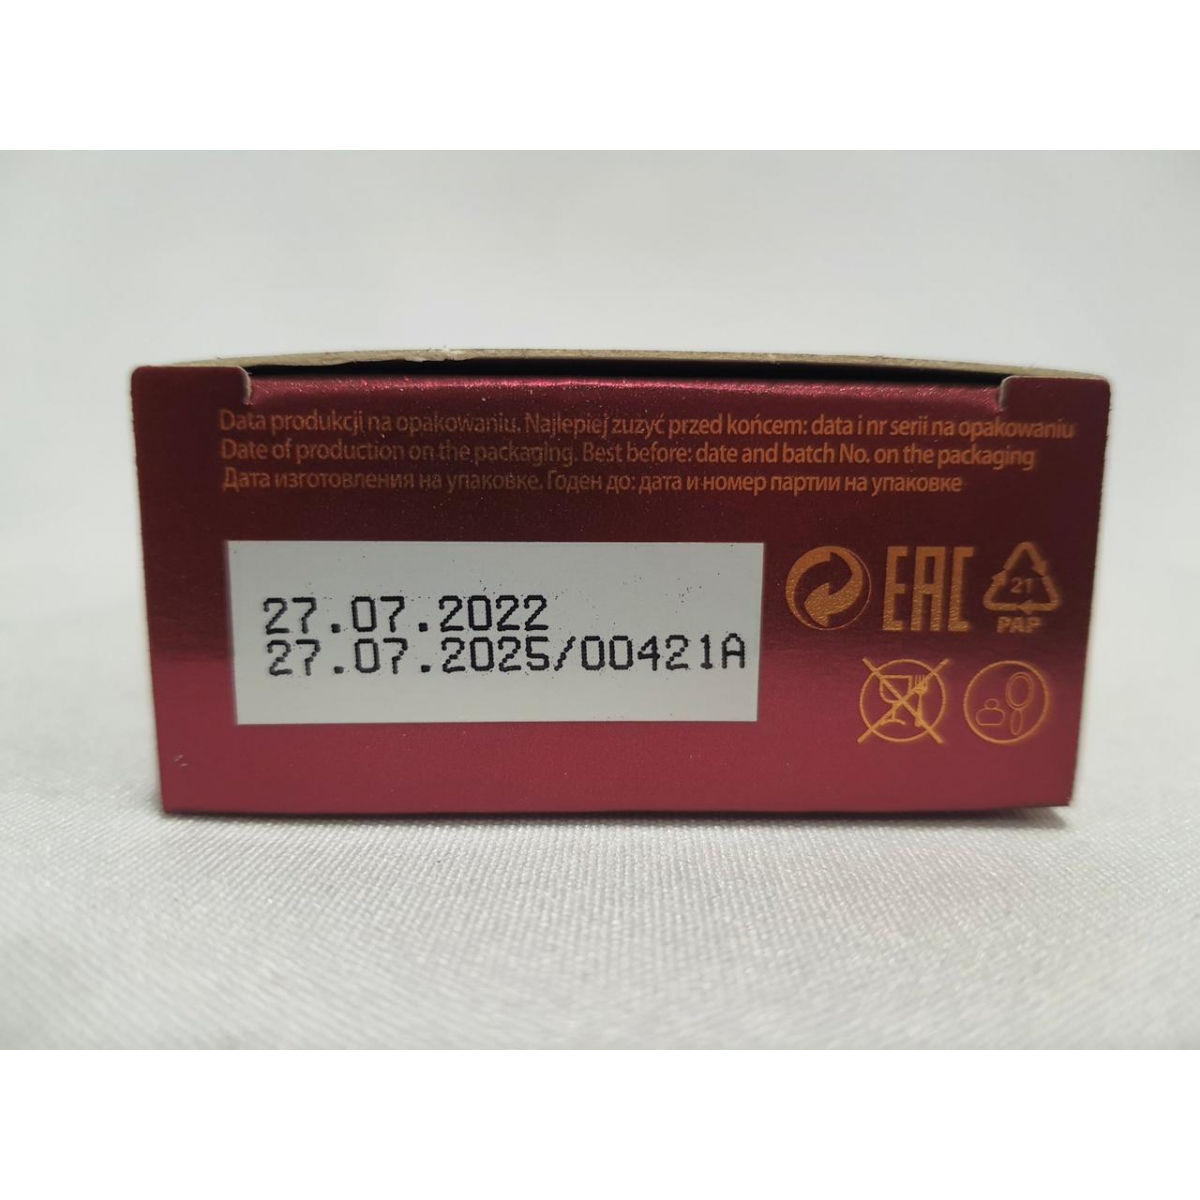 Data produkcji na opakowaniu. Najlepiej zużyć przed końcem: data i nr serii na opakowaniu
Date of production on the packaging. Best before: date and batch No. on the packaging
Дата изготовления на упаковке. Годен до: дата и номер партии на упаковке
27.07.2022
27.07.2025/00421A
EAC
21
PAP